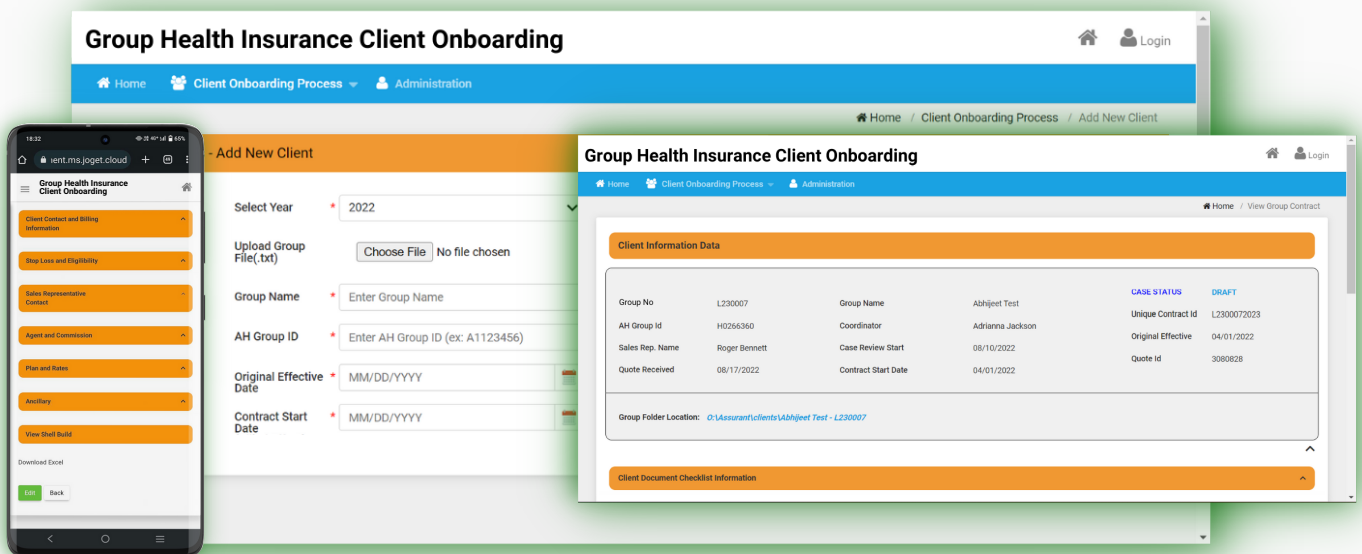 Group Health Insurance Client Onboarding
Login
Home Client Onboarding Process Administration
Home / Client Onboarding Process / Add New Client
- Add New Client
Select Year * 2022
Upload Group
File(.txt)
Choose File No file chosen
Group Name * Enter Group Name
AH Group ID * Enter AH Group ID (ex: A1123456)
Original Effective * MM/DD/YYYY
Date
Contract Start * MM/DD/YYYY
Date
18:32
4G+ 65%
ient.ms.joget.cloud +
Group Health Insurance
Client Onboarding
Client Contact and Billing
Information
Stop Loss and Eligilibility
Sales Representative
Contact
Agent and Commission
Plan and Rates
Ancillary
View Shell Build
Download Excel
Edit Back
Group Health Insurance Client Onboarding
Login
Home Client Onboarding Process Administration
Home / View Group Contract
Client Information Data
CASE STATUS DRAFT
Group No L230007 Group Name Abhijeet Test
Unique Contract Id L2300072023
AH Group Id H0266360 Coordinator Adrianna Jackson
Original Effective 04/01/2022
Sales Rep. Name Roger Bennett Case Review Start 08/10/2022
Quote Id 3080828
Quote Received 08/17/2022 Contract Start Date 04/01/2022
Group Folder Location: O:\Assurant\clients\Abhijeet Test - L230007
Client Document Checklist Information